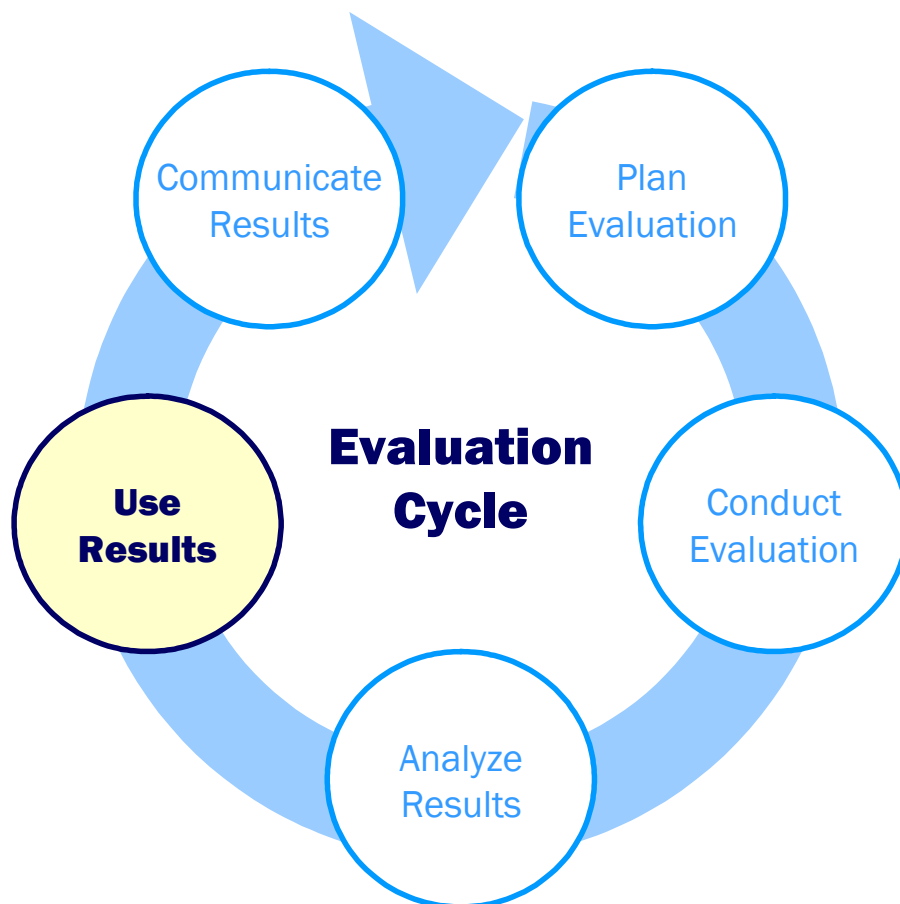 Communicate
Results
Plan
Evaluation
Evaluation
Cycle
Use
Results
Conduct
Evaluation
Analyze
Results